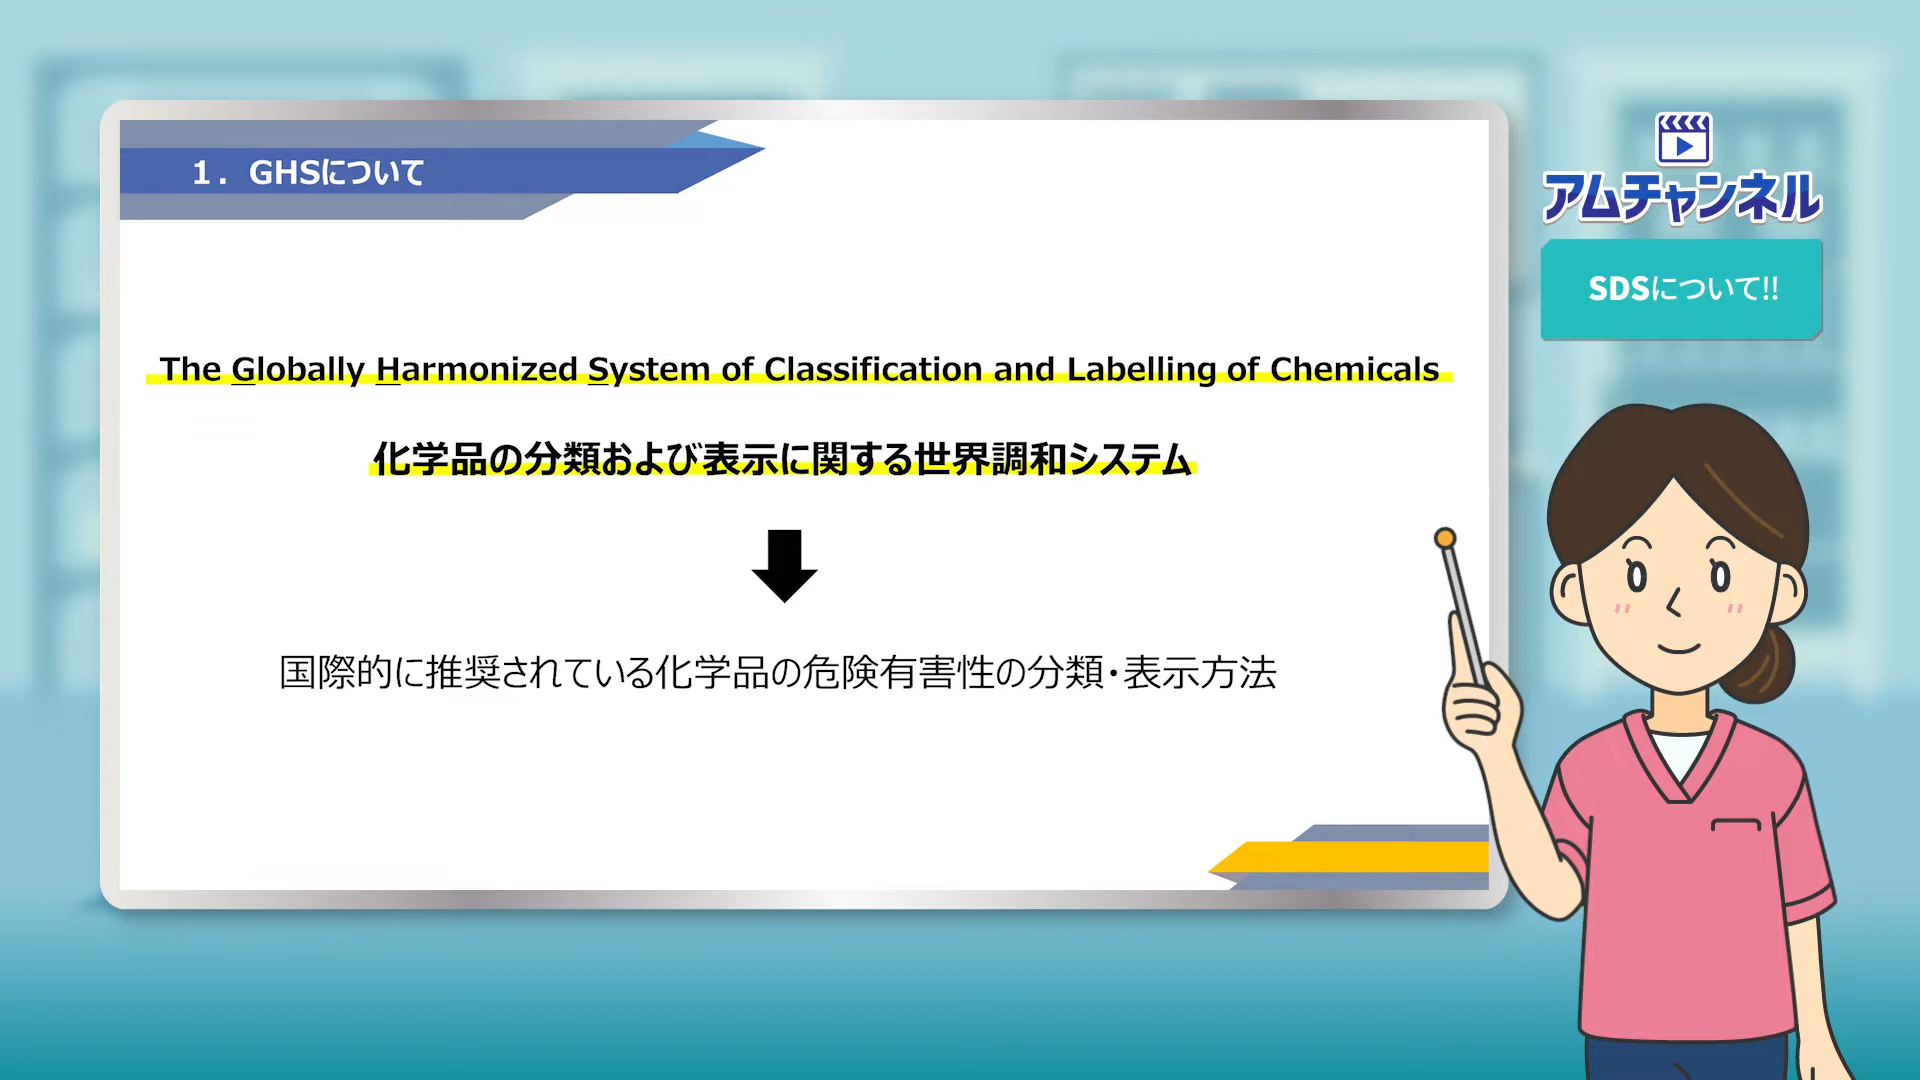 1．GHSについて
The Globally Harmonized System of Classification and Labelling of Chemicals
化学品の分類および表示に関する世界調和システム
国際的に推奨されている化学品の危険有害性の分類・表示方法
アムチャンネル
SDSについて!!